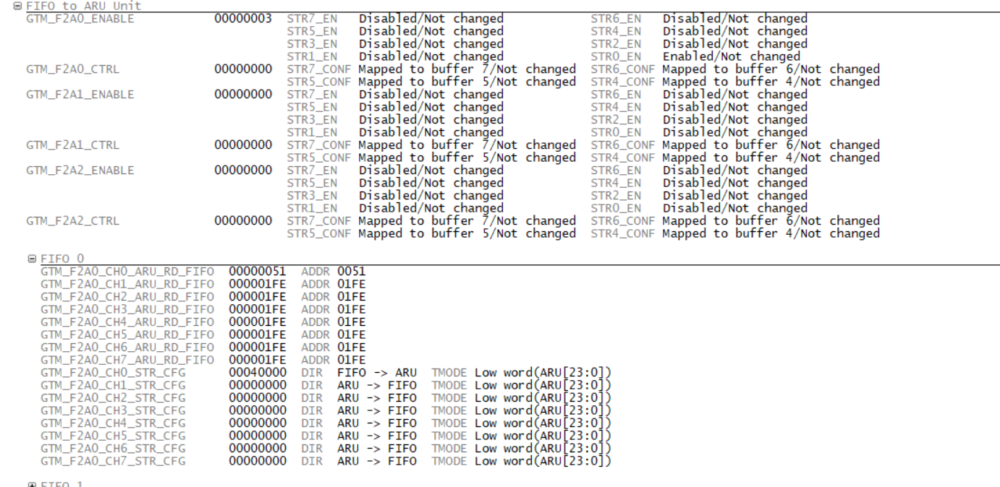 FIFO to ARU Unit
GTM_F2A0_ENABLE 00000003 STR7_EN Disabled/Not changed STR6_EN Disabled/Not changed
STR5_EN Disabled/Not changed STR4_EN Disabled/Not changed
STR3_EN Disabled/Not changed STR2_EN Disabled/Not changed
STR1_EN Disabled/Not changed STR0_EN Enabled/Not changed
GTM_F2A0_CTRL 00000000 STR7_CONF Mapped to buffer 7/Not changed STR6_CONF Mapped to buffer 6/Not changed
STR5_CONF Mapped to buffer 5/Not changed STR4_CONF Mapped to buffer 4/Not changed
GTM_F2A1_ENABLE 00000000 STR7_EN Disabled/Not changed STR6_EN Disabled/Not changed
STR5_EN Disabled/Not changed STR4_EN Disabled/Not changed
STR3_EN Disabled/Not changed STR2_EN Disabled/Not changed
STR1_EN Disabled/Not changed STR0_EN Disabled/Not changed
GTM_F2A1_CTRL 00000000 STR7_CONF Mapped to buffer 7/Not changed STR6_CONF Mapped to buffer 6/Not changed
STR5_CONF Mapped to buffer 5/Not changed STR4_CONF Mapped to buffer 4/Not changed
GTM_F2A2_ENABLE 00000000 STR7_EN Disabled/Not changed STR6_EN Disabled/Not changed
STR5_EN Disabled/Not changed STR4_EN Disabled/Not changed
STR3_EN Disabled/Not changed STR2_EN Disabled/Not changed
STR1_EN Disabled/Not changed STR0_EN Disabled/Not changed
GTM_F2A2_CTRL 00000000 STR7_CONF Mapped to buffer 7/Not changed STR6_CONF Mapped to buffer 6/Not changed
STR5_CONF Mapped to buffer 5/Not changed STR4_CONF Mapped to buffer 4/Not changed
FIFO 0
GTM_F2A0_CH0_ARU_RD_FIFO 00000051 ADDR 0051
GTM_F2A0_CH1_ARU_RD_FIFO 000001FE ADDR 01FE
GTM_F2A0_CH2_ARU_RD_FIFO 000001FE ADDR 01FE
GTM_F2A0_CH3_ARU_RD_FIFO 000001FE ADDR 01FE
GTM_F2A0_CH4_ARU_RD_FIFO 000001FE ADDR 01FE
GTM_F2A0_CH5_ARU_RD_FIFO 000001FE ADDR 01FE
GTM_F2A0_CH6_ARU_RD_FIFO 000001FE ADDR 01FE
GTM_F2A0_CH7_ARU_RD_FIFO 000001FE ADDR 01FE
GTM_F2A0_CH0_STR_CFG 00040000 DIR FIFO -> ARU TMODE Low word(ARU[23:0])
GTM_F2A0_CH1_STR_CFG 00000000 DIR ARU -> FIFO TMODE Low word(ARU[23:0])
GTM_F2A0_CH2_STR_CFG 00000000 DIR ARU -> FIFO TMODE Low word(ARU[23:0])
GTM_F2A0_CH3_STR_CFG 00000000 DIR ARU -> FIFO TMODE Low word(ARU[23:0])
GTM_F2A0_CH4_STR_CFG 00000000 DIR ARU -> FIFO TMODE Low word(ARU[23:0])
GTM_F2A0_CH5_STR_CFG 00000000 DIR ARU -> FIFO TMODE Low word(ARU[23:0])
GTM_F2A0_CH6_STR_CFG 00000000 DIR ARU -> FIFO TMODE Low word(ARU[23:0])
GTM_F2A0_CH7_STR_CFG 00000000 DIR ARU -> FIFO TMODE Low word(ARU[23:0])
FIFO 1